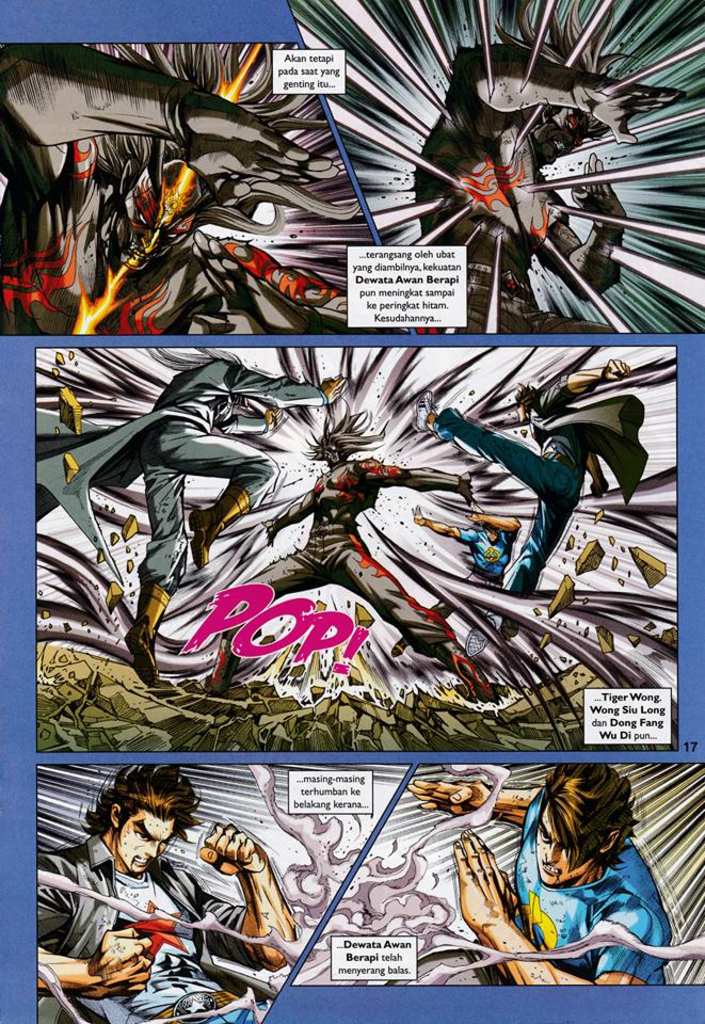 Akan tetapi
pada saat yang
genting itu...
...terangsang oleh ubat
yang diambilnya, kekuatan
Dewata Awan Berapi
pun meningkat sampai
ke peringkat hitam.
Kesudahannya...
POP!
...Tiger Wong,
Wong Siu Long
dan Dong Fang
Wu Di pun...
17
...masing-masing
terhumban ke
belakang kerana...
...Dewata Awan
Berapi telah
menyerang balas.